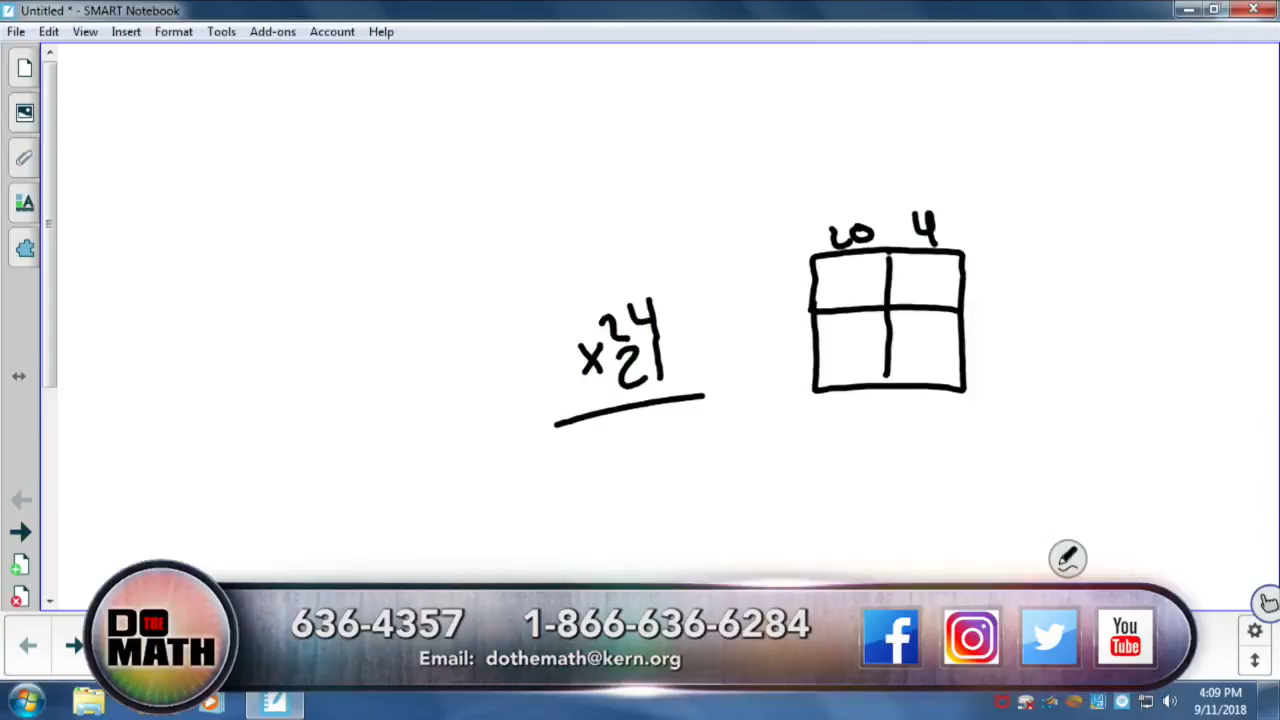 Untitled * - SMART Notebook
File Edit View Insert Format Tools Add-ons Account Help
20 4
24
x 21
DO THE MATH
636-4357 1-866-636-6284
Email: dothemath@kern.org
f
You Tube
4:09 PM
9/11/2018